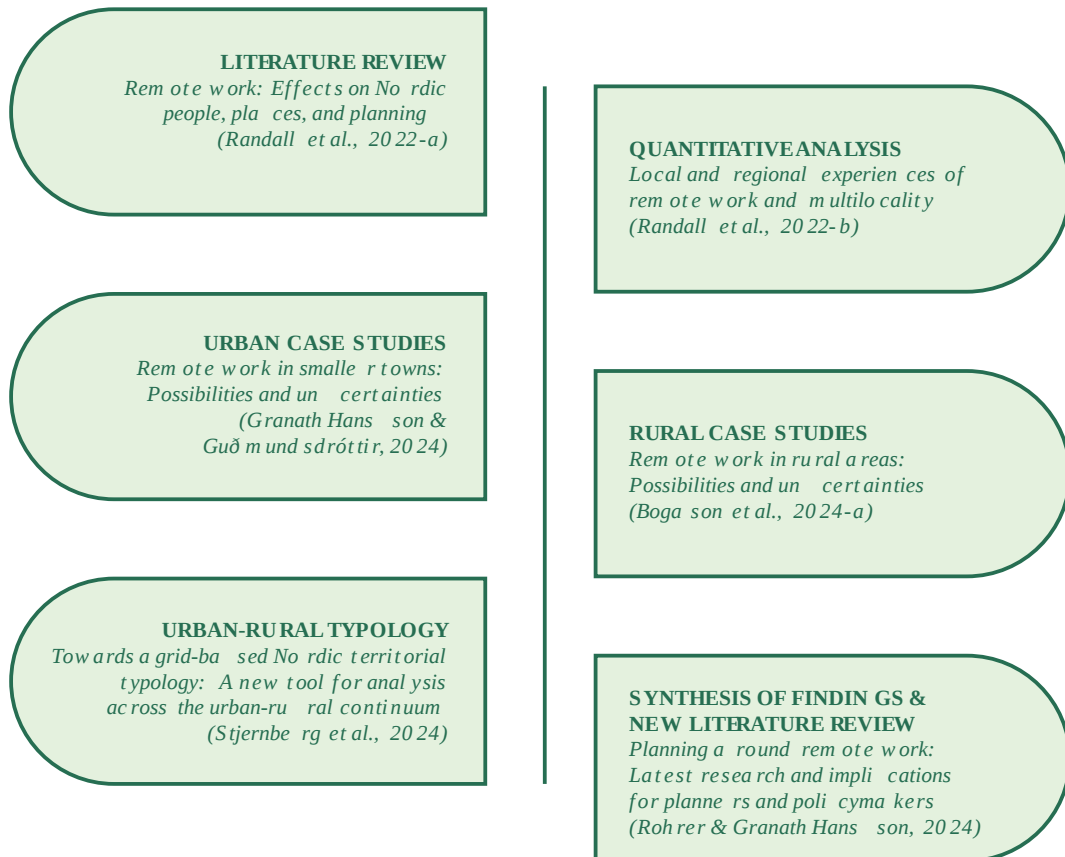 LITERATURE REVIEW
Remote work: Effects on Nordic
people, places, and planning
(Randall et al., 2022-a)
QUANTITATIVE ANALYSIS
Local and regional experiences of
remote work and multilocality
(Randall et al., 2022-b)
URBAN CASE STUDIES
Remote work in smaller towns:
Possibilities and uncertainties
(Granath Hansson &
Guðmundsdróttir, 2024)
RURAL CASE STUDIES
Remote work in rural areas:
Possibilities and uncertainties
(Bogason et al., 2024-a)
URBAN-RURAL TYPOLOGY
Towards a grid-based Nordic territorial
typology: A new tool for analysis
across the urban-rural continuum
(Stjernberg et al., 2024)
SYNTHESIS OF FINDINGS &
NEW LITERATURE REVIEW
Planning around remote work:
Latest research and implications
for planners and policymakers
(Rohrer & Granath Hansson, 2024)